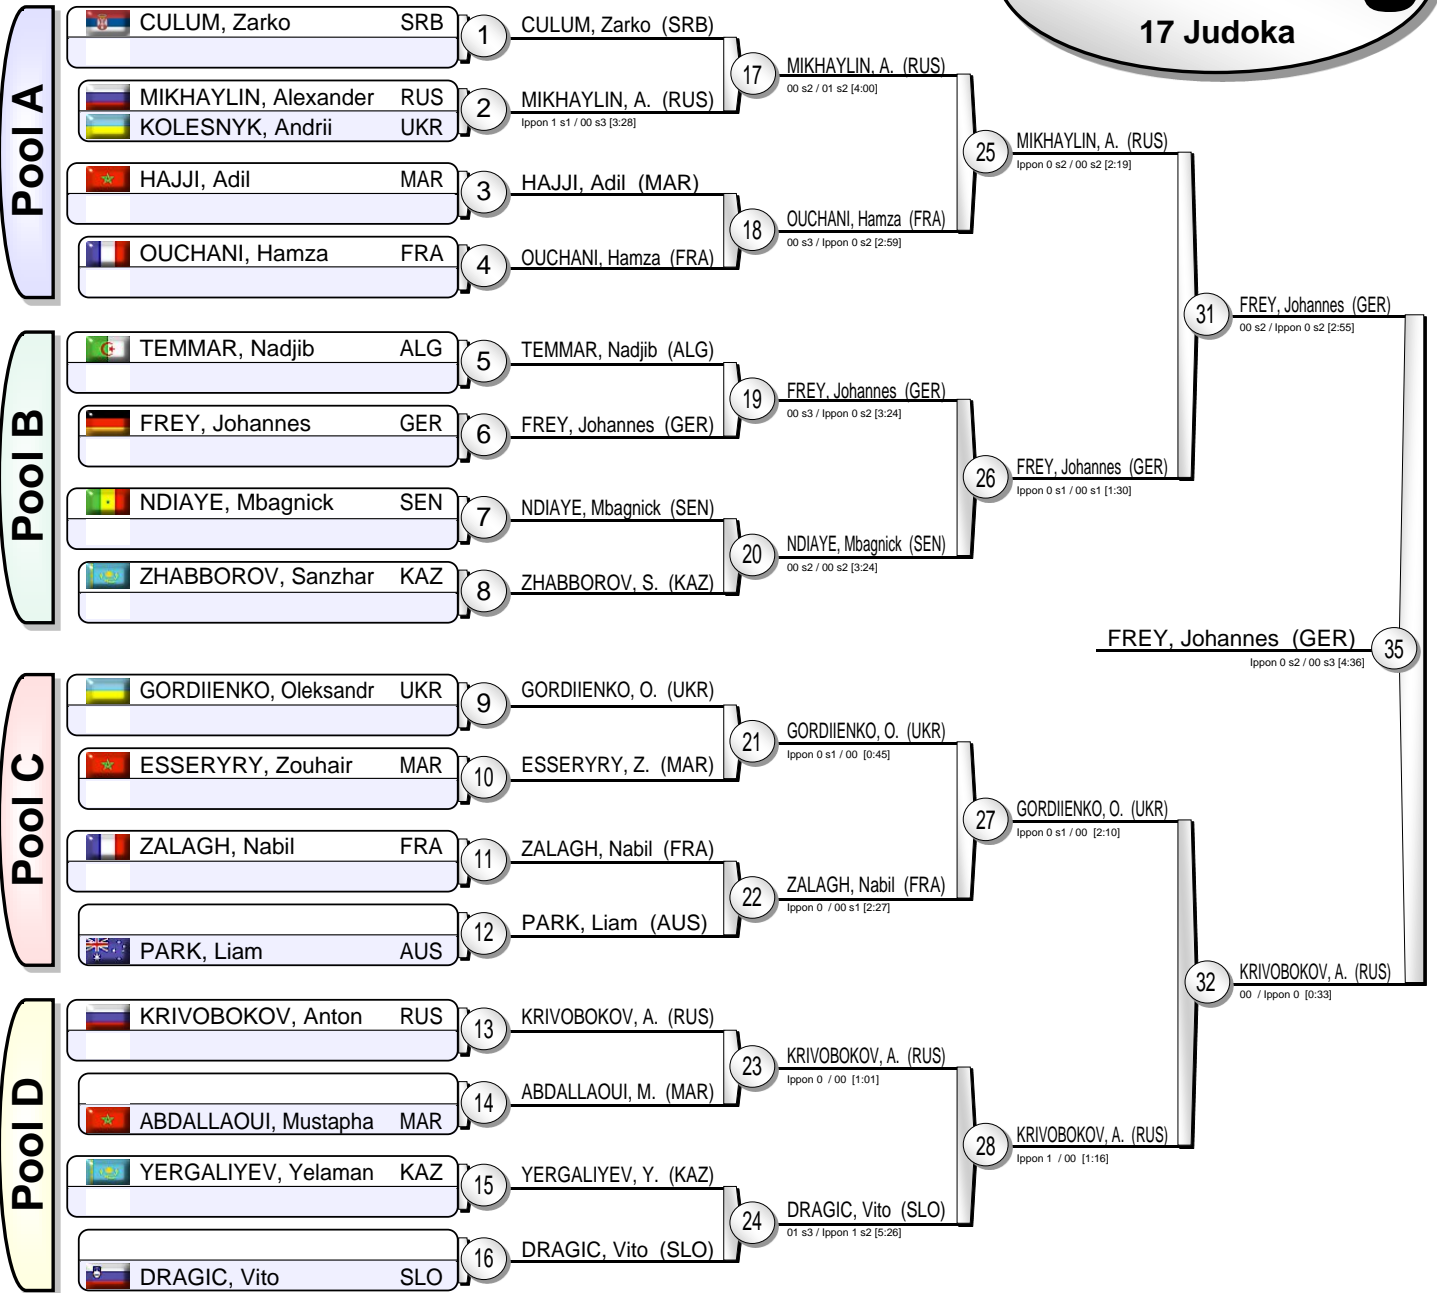 17 Judoka
Pool A
CULUM, Zarko SRB
MIKHAYLIN, Alexander RUS
KOLESNYK, Andrii UKR
HAJJI, Adil MAR
OUCHANI, Hamza FRA
Pool B
TEMMAR, Nadjib ALG
FREY, Johannes GER
NDIAYE, Mbagnick SEN
ZHABBOROV, Sanzhar KAZ
Pool C
GORDIIENKO, Oleksandr UKR
ESSERYRY, Zouhair MAR
ZALAGH, Nabil FRA
PARK, Liam AUS
Pool D
KRIVOBOKOV, Anton RUS
ABDALLAOUI, Mustapha MAR
YERGALIYEV, Yelaman KAZ
DRAGIC, Vito SLO
1 CULUM, Zarko (SRB)
2 MIKHAYLIN, A. (RUS)
Ippon 1 s1 / 00 s3 [3:28]
3 HAJJI, Adil (MAR)
4 OUCHANI, Hamza (FRA)
5 TEMMAR, Nadjib (ALG)
6 FREY, Johannes (GER)
7 NDIAYE, Mbagnick (SEN)
8 ZHABBOROV, S. (KAZ)
9 GORDIIENKO, O. (UKR)
10 ESSERYRY, Z. (MAR)
11 ZALAGH, Nabil (FRA)
12 PARK, Liam (AUS)
13 KRIVOBOKOV, A. (RUS)
14 ABDALLAOUI, M. (MAR)
15 YERGALIYEV, Y. (KAZ)
16 DRAGIC, Vito (SLO)
17 MIKHAYLIN, A. (RUS)
00 s2 / 01 s2 [4:00]
18 OUCHANI, Hamza (FRA)
00 s3 / Ippon 0 s2 [2:59]
19 FREY, Johannes (GER)
00 s3 / Ippon 0 s2 [3:24]
20 NDIAYE, Mbagnick (SEN)
00 s2 / 00 s2 [3:24]
21 GORDIIENKO, O. (UKR)
Ippon 0 s1 / 00 [0:45]
22 ZALAGH, Nabil (FRA)
Ippon 0 / 00 s1 [2:27]
23 KRIVOBOKOV, A. (RUS)
Ippon 0 / 00 [1:01]
24 DRAGIC, Vito (SLO)
01 s3 / Ippon 1 s2 [5:26]
25 MIKHAYLIN, A. (RUS)
Ippon 0 s2 / 00 s2 [2:19]
26 FREY, Johannes (GER)
Ippon 0 s1 / 00 s1 [1:30]
27 GORDIIENKO, O. (UKR)
Ippon 0 s1 / 00 [2:10]
28 KRIVOBOKOV, A. (RUS)
Ippon 1 / 00 [1:16]
31 FREY, Johannes (GER)
00 s2 / Ippon 0 s2 [2:55]
32 KRIVOBOKOV, A. (RUS)
00 / Ippon 0 [0:33]
FREY, Johannes (GER) 35
Ippon 0 s2 / 00 s3 [4:36]